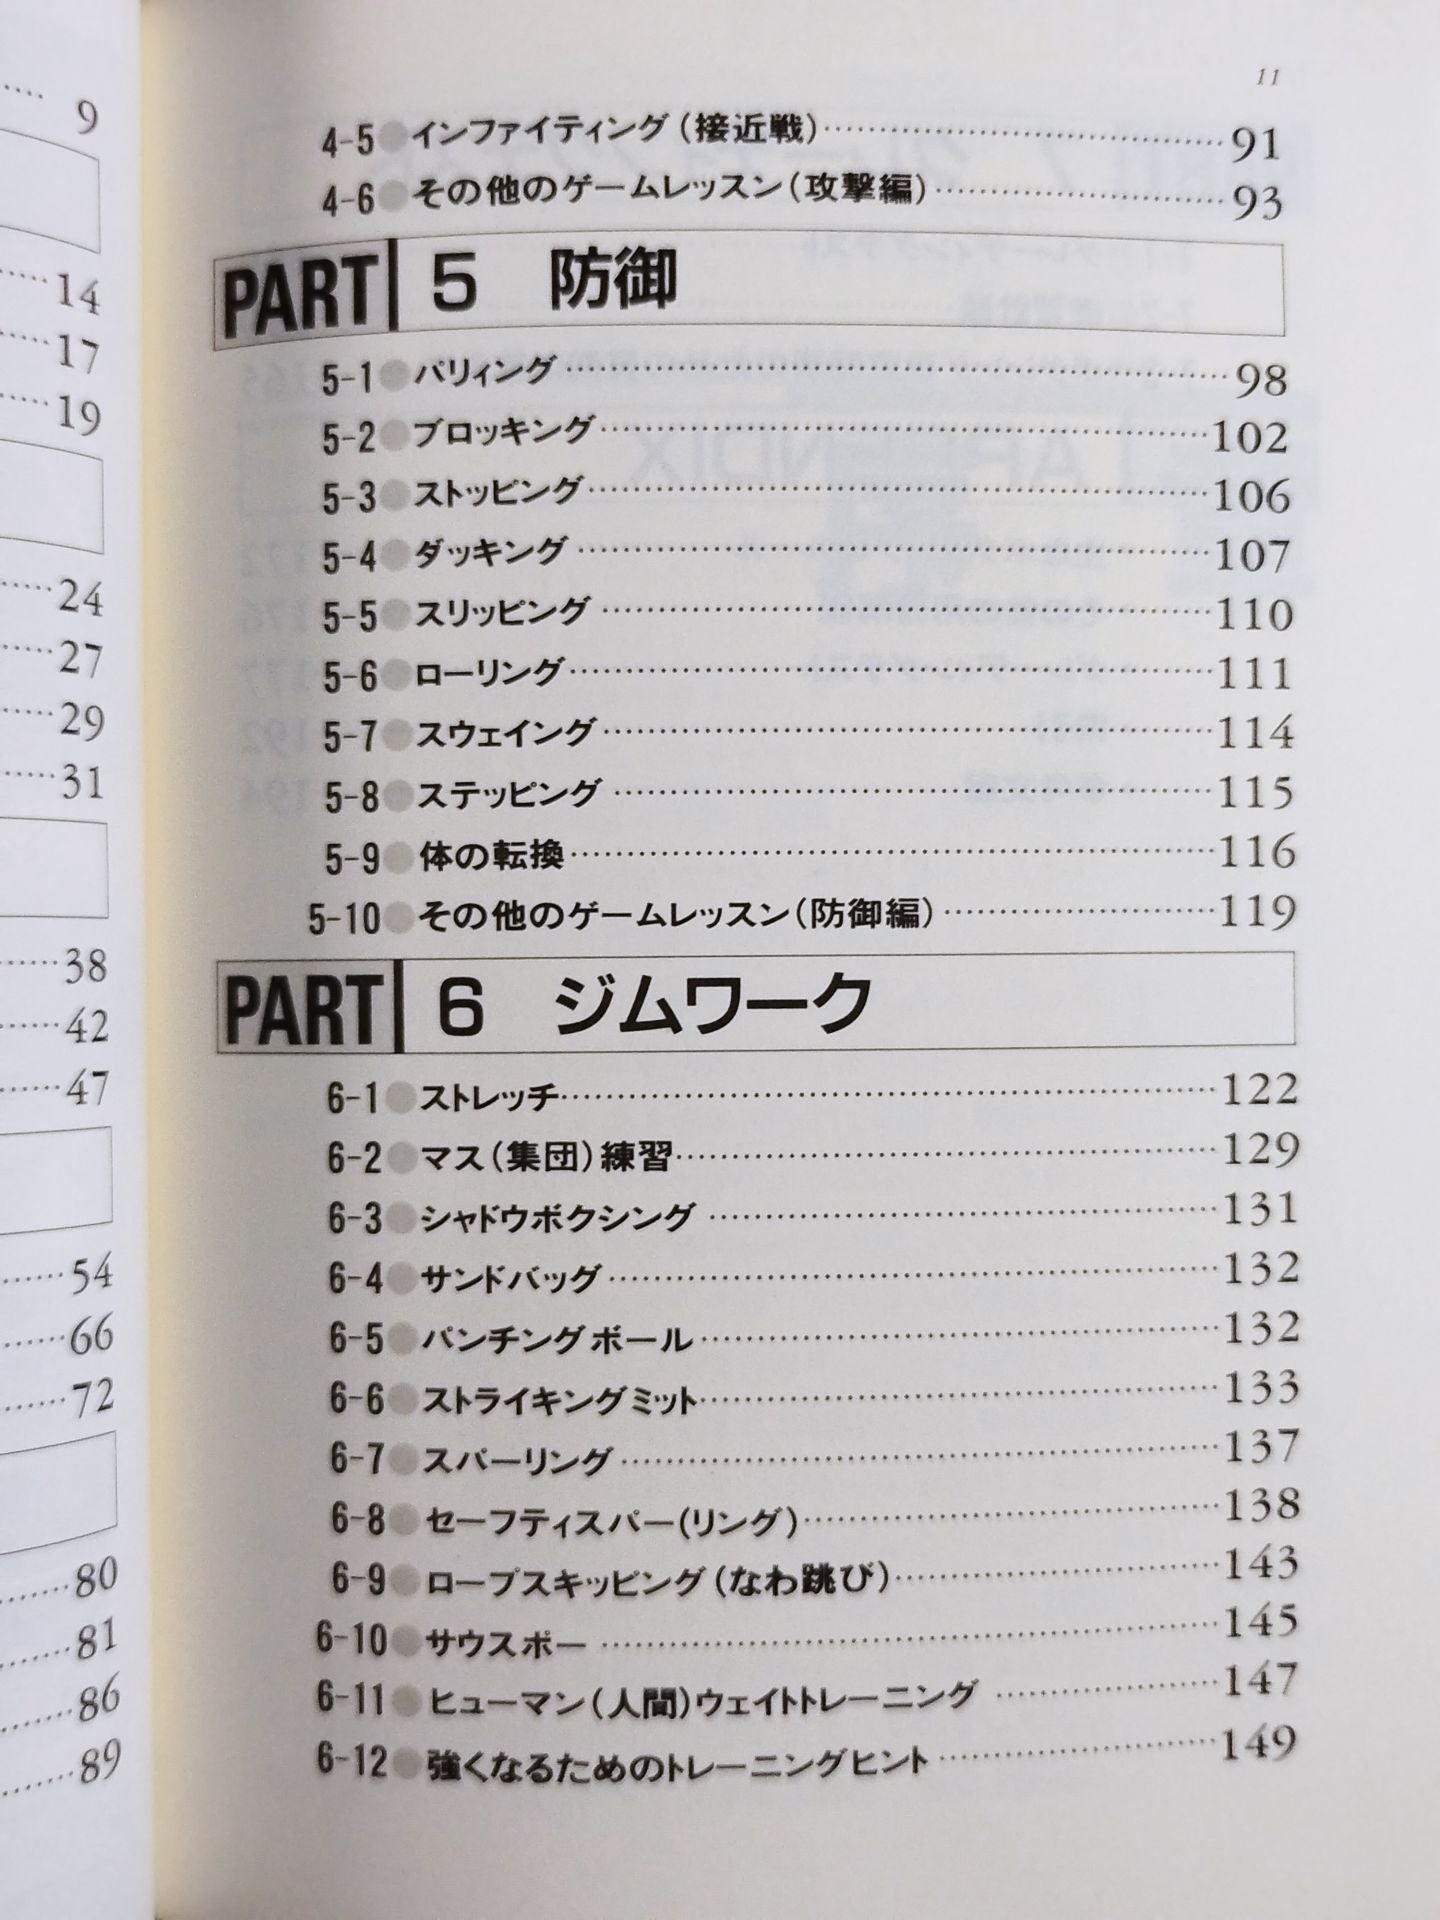 9
14
17
19
24
27
29
31
38
42
47
54
66
72
80
81
86
89
11
4-5 インファイティング(接近戦) 91
4-6 その他のゲームレッスン(攻撃編) 93
PART 5 防御
5-1 パリィング 98
5-2 ブロッキング 102
5-3 ストッピング 106
5-4 ダッキング 107
5-5 スリッピング 110
5-6 ローリング 111
5-7 スウェイング 114
5-8 ステッピング 115
5-9 体の転換 116
5-10 その他のゲームレッスン(防御編) 119
PART 6 ジムワーク
6-1 ストレッチ 122
6-2 マス(集団)練習 129
6-3 シャドウボクシング 131
6-4 サンドバッグ 132
6-5 パンチングボール 132
6-6 ストライキングミット 133
6-7 スパーリング 137
6-8 セーフティスパー(リング) 138
6-9 ロープスキッピング(なわ跳び) 143
6-10 サウスポー 145
6-11 ヒューマン(人間)ウェイトトレーニング 147
6-12 強くなるためのトレーニングヒント 149